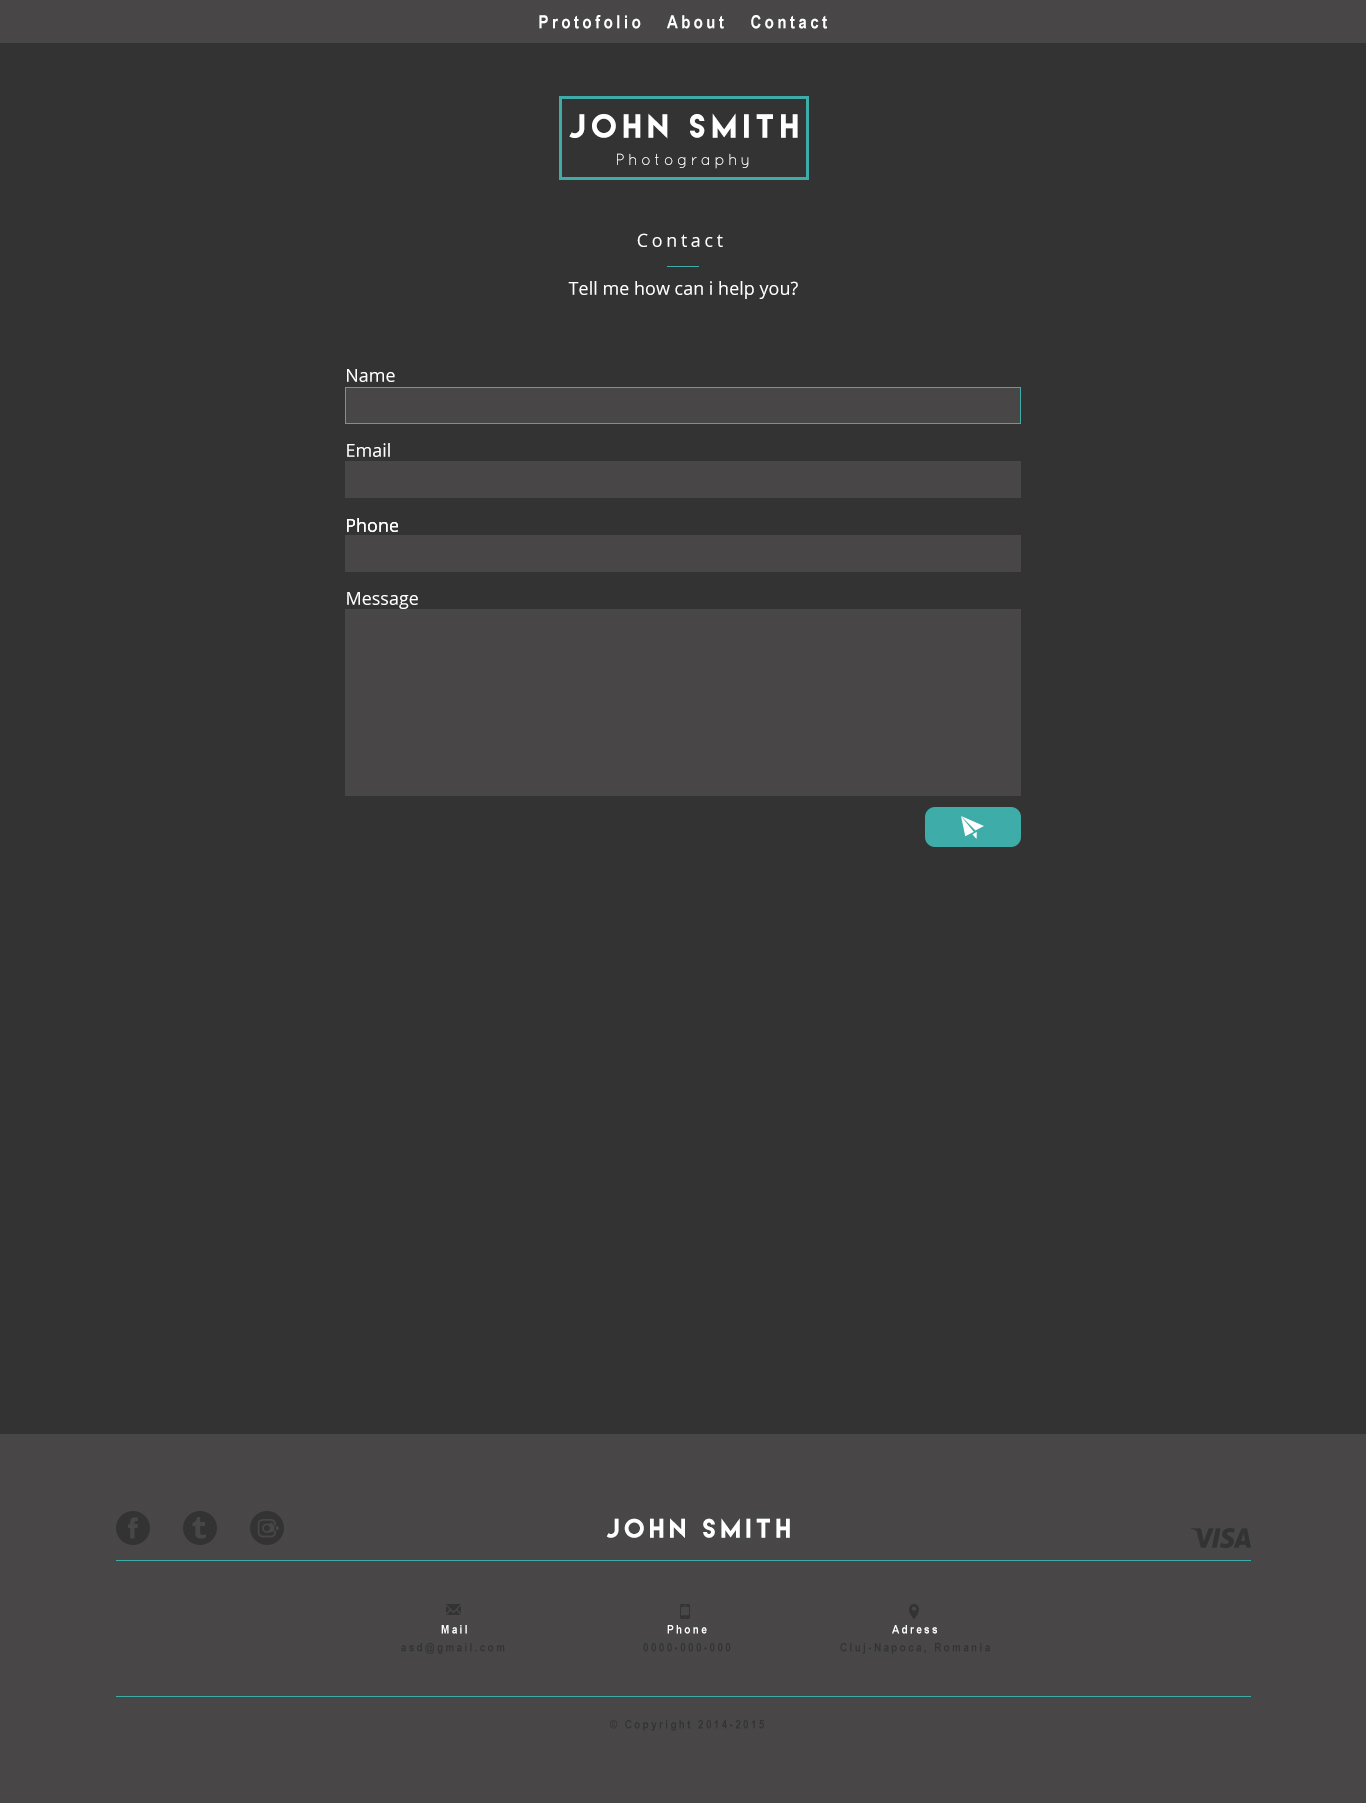 Protofolio About Contact
JOHN SMITH
Photography
Contact
Tell me how can i help you?
Name
Email
Phone
Message
JOHN SMITH
VISA
Mail Phone Adress
asd@gmail.com 0000-000-000 Cluj-Napoca, Romania
© Copyright 2014-2015